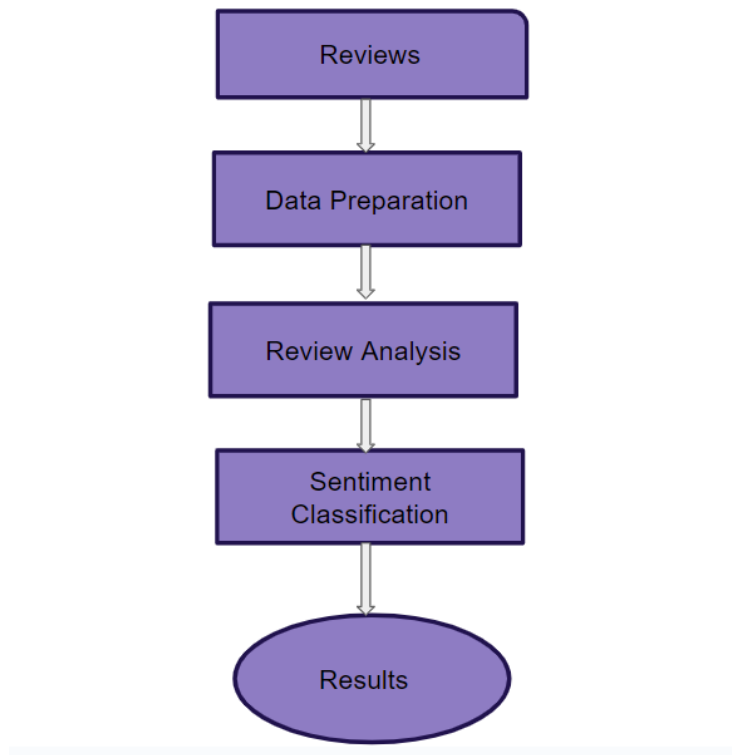 Reviews
Data Preparation
Review Analysis
Sentiment
Classification
Results